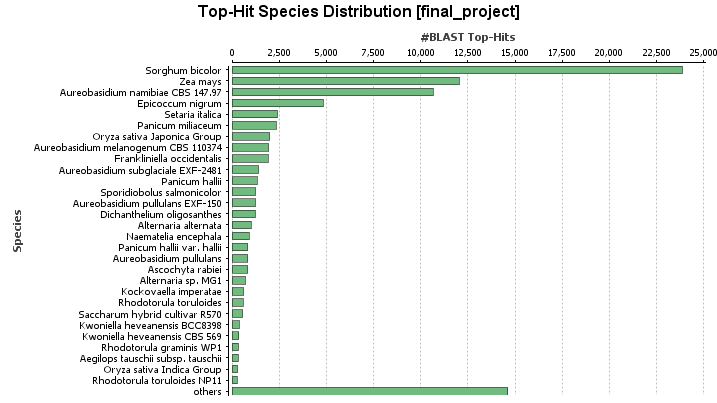 Top-Hit Species Distribution [final_project]
#BLAST Top-Hits
0 2,500 5,000 7,500 10,000 12,500 15,000 17,500 20,000 22,500 25,000
Species
Sorghum bicolor
Zea mays
Aureobasidium namibiae CBS 147.97
Epicoccum nigrum
Setaria italica
Panicum miliaceum
Oryza sativa Japonica Group
Aureobasidium melanogenum CBS 110374
Frankliniella occidentalis
Aureobasidium subglaciale EXF-2481
Panicum hallii
Sporidiobolus salmonicolor
Aureobasidium pullulans EXF-150
Dichanthelium oligosanthes
Alternaria alternata
Naematelia encephala
Panicum hallii var. hallii
Aureobasidium pullulans
Ascochyta rabiei
Alternaria sp. MG1
Kockovaella imperatae
Rhodotorula toruloides
Saccharum hybrid cultivar R570
Kwoniella heveanensis BCC8398
Kwoniella heveanensis CBS 569
Rhodotorula graminis WP1
Aegilops tauschii subsp. tauschii
Oryza sativa Indica Group
Rhodotorula toruloides NP11
others